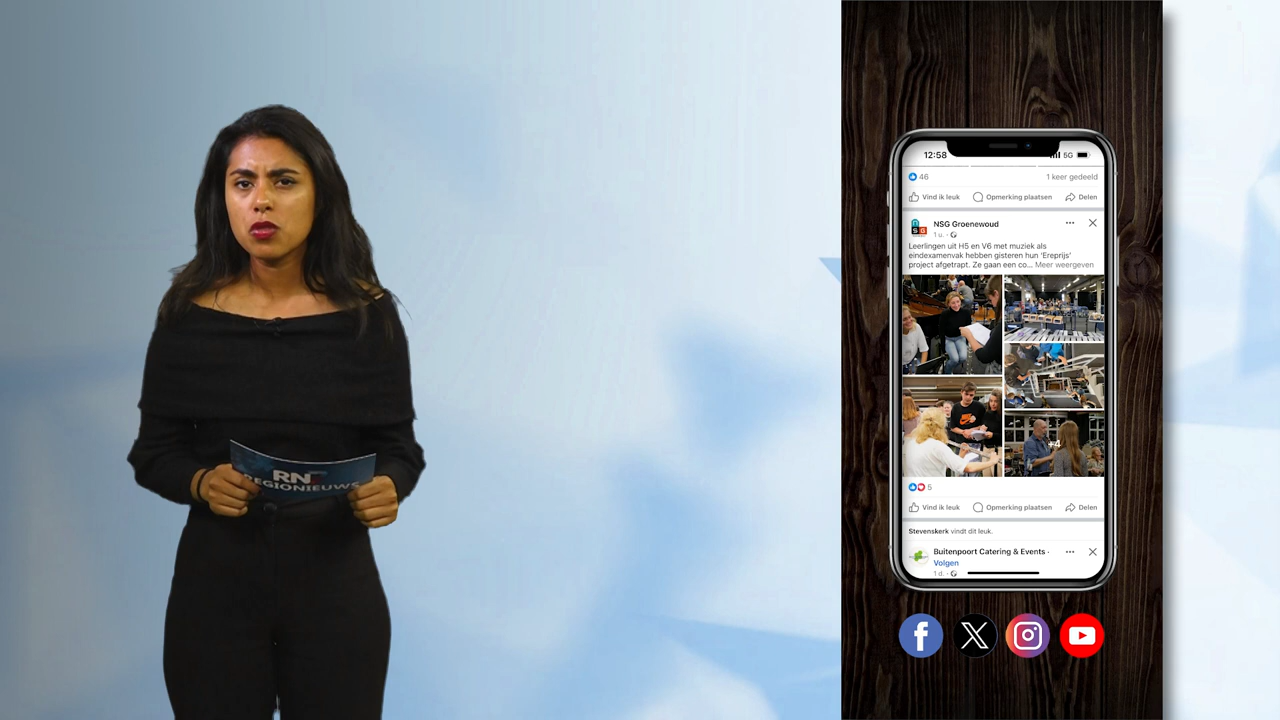 RN7
REGIONIEUWS
12:58
5G
46
1 keer gedeeld
Vind ik leuk
Opmerking plaatsen
Delen
NSG Groenewoud
1 u.
Leerlingen uit H5 en V6 met muziek als
eindexamenvak hebben gisteren hun 'Ereprijs'
project afgetrapt. Ze gaan een co... Meer weergeven
+4
5
Vind ik leuk
Opmerking plaatsen
Delen
Stevenskerk vindt dit leuk.
Buitenpoort Catering & Events ·
Volgen
1 d.